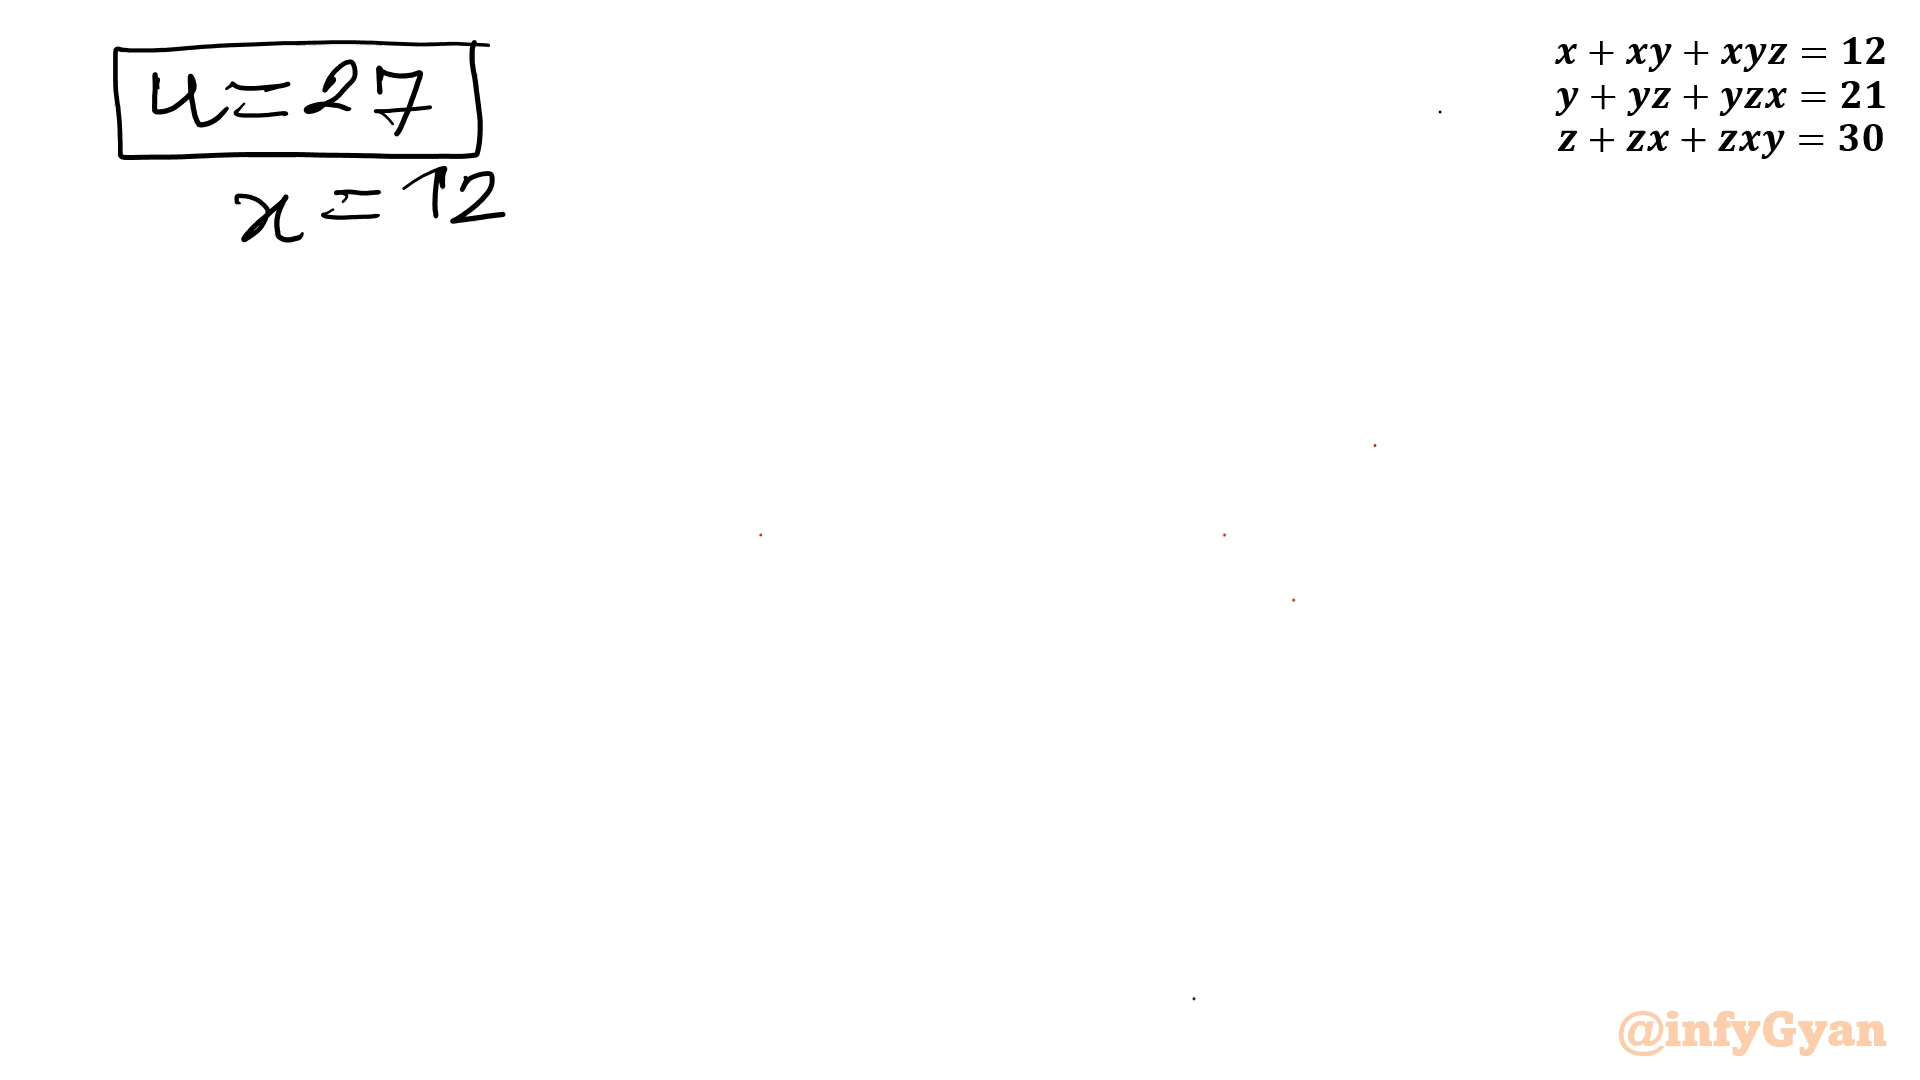 u=27
x=12
x + xy + xyz = 12
y + yz + yzx = 21
z + zx + zxy = 30
@infyGyan